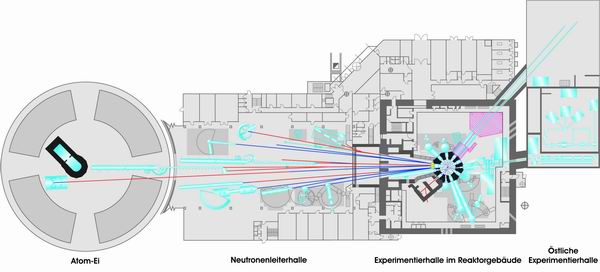 Atom-Ei
Neutronenleiterhalle
Experimentierhalle im Reaktorgebäude
Östliche
Experimentierhalle